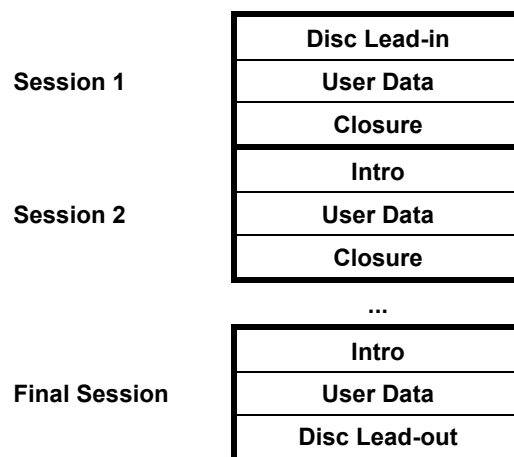 Disc Lead-in
Session 1 User Data
Closure
Intro
Session 2 User Data
Closure
...
Intro
Final Session User Data
Disc Lead-out